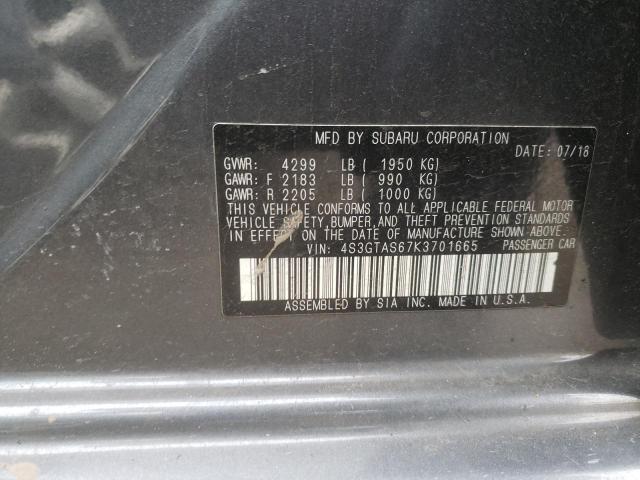 MFD BY SUBARU CORPORATION
DATE: 07/18
GVWR: 4299 LB ( 1950 KG)
GAWR: F 2183 LB ( 990 KG)
GAWR: R 2205 LB ( 1000 KG)
THIS VEHICLE CONFORMS TO ALL APPLICABLE FEDERAL MOTOR
VEHICLE SAFETY, BUMPER, AND THEFT PREVENTION STANDARDS
IN EFFECT ON THE DATE OF MANUFACTURE SHOWN ABOVE.
VIN: 4S3GTAS67K3701665 PASSENGER CAR
ASSEMBLED BY SIA INC. MADE IN U.S.A.